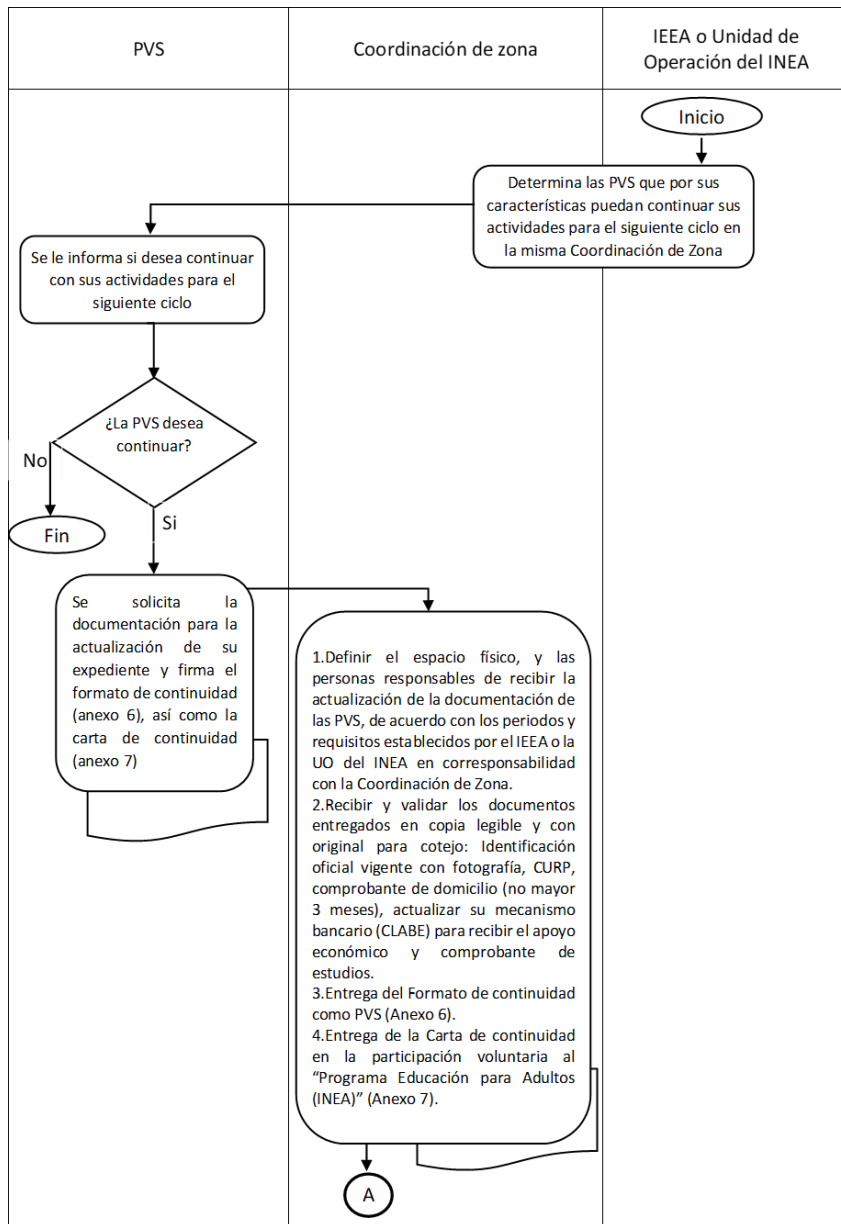 PVS
Coordinación de zona
IEEA o Unidad de
Operación del INEA
Inicio
Determina las PVS que por sus
características puedan continuar sus
actividades para el siguiente ciclo en
la misma Coordinación de Zona
Se le informa si desea continuar
con sus actividades para el
siguiente ciclo
¿La PVS desea
continuar?
No
Fin
Si
Se solicita la
documentación para la
actualización de su
expediente y firma el
formato de continuidad
(anexo 6), así como la
carta de continuidad
(anexo 7)
1.Definir el espacio físico, y las
personas responsables de recibir la
actualización de la documentación de
las PVS, de acuerdo con los periodos y
requisitos establecidos por el IEEA o la
UO del INEA en corresponsabilidad
con la Coordinación de Zona.
2.Recibir y validar los documentos
entregados en copia legible y con
original para cotejo: Identificación
oficial vigente con fotografía, CURP,
comprobante de domicilio (no mayor
3 meses), actualizar su mecanismo
bancario (CLABE) para recibir el apoyo
económico y comprobante de
estudios.
3.Entrega del Formato de continuidad
como PVS (Anexo 6).
4.Entrega de la Carta de continuidad
en la participación voluntaria al
“Programa Educación para Adultos
(INEA)” (Anexo 7).
A